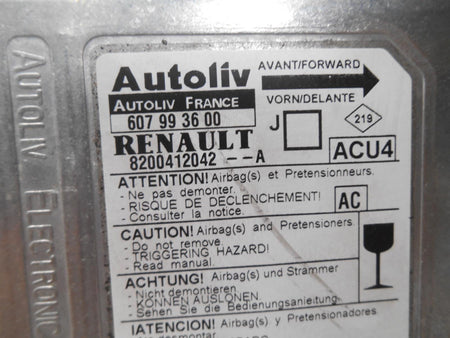 AUTOLIV ELECTRONIC
Autoliv
AVANT/FORWARD
AUTOLIV FRANCE
VORN/DELANTE
607 99 36 00
J
219
RENAULT
8200412042 --A
ACU4
ATTENTION! Airbag(s) et Pretensionneurs.
- Ne pas demonter.
- RISQUE DE DECLENCHEMENT!
- Consulter la notice.
AC
CAUTION! Airbag(s) and Pretensioners
- Do not remove.
- TRIGGERING HAZARD!
- Read manual.
ACHTUNG! Airbag(s) und Strammer
- Nicht demontieren
- KONNEN AUSLOSEN
- Sehen Sie die Bedienungsanleitung
IATENCION! Airbag(s) y Pretensionadores
desmontar